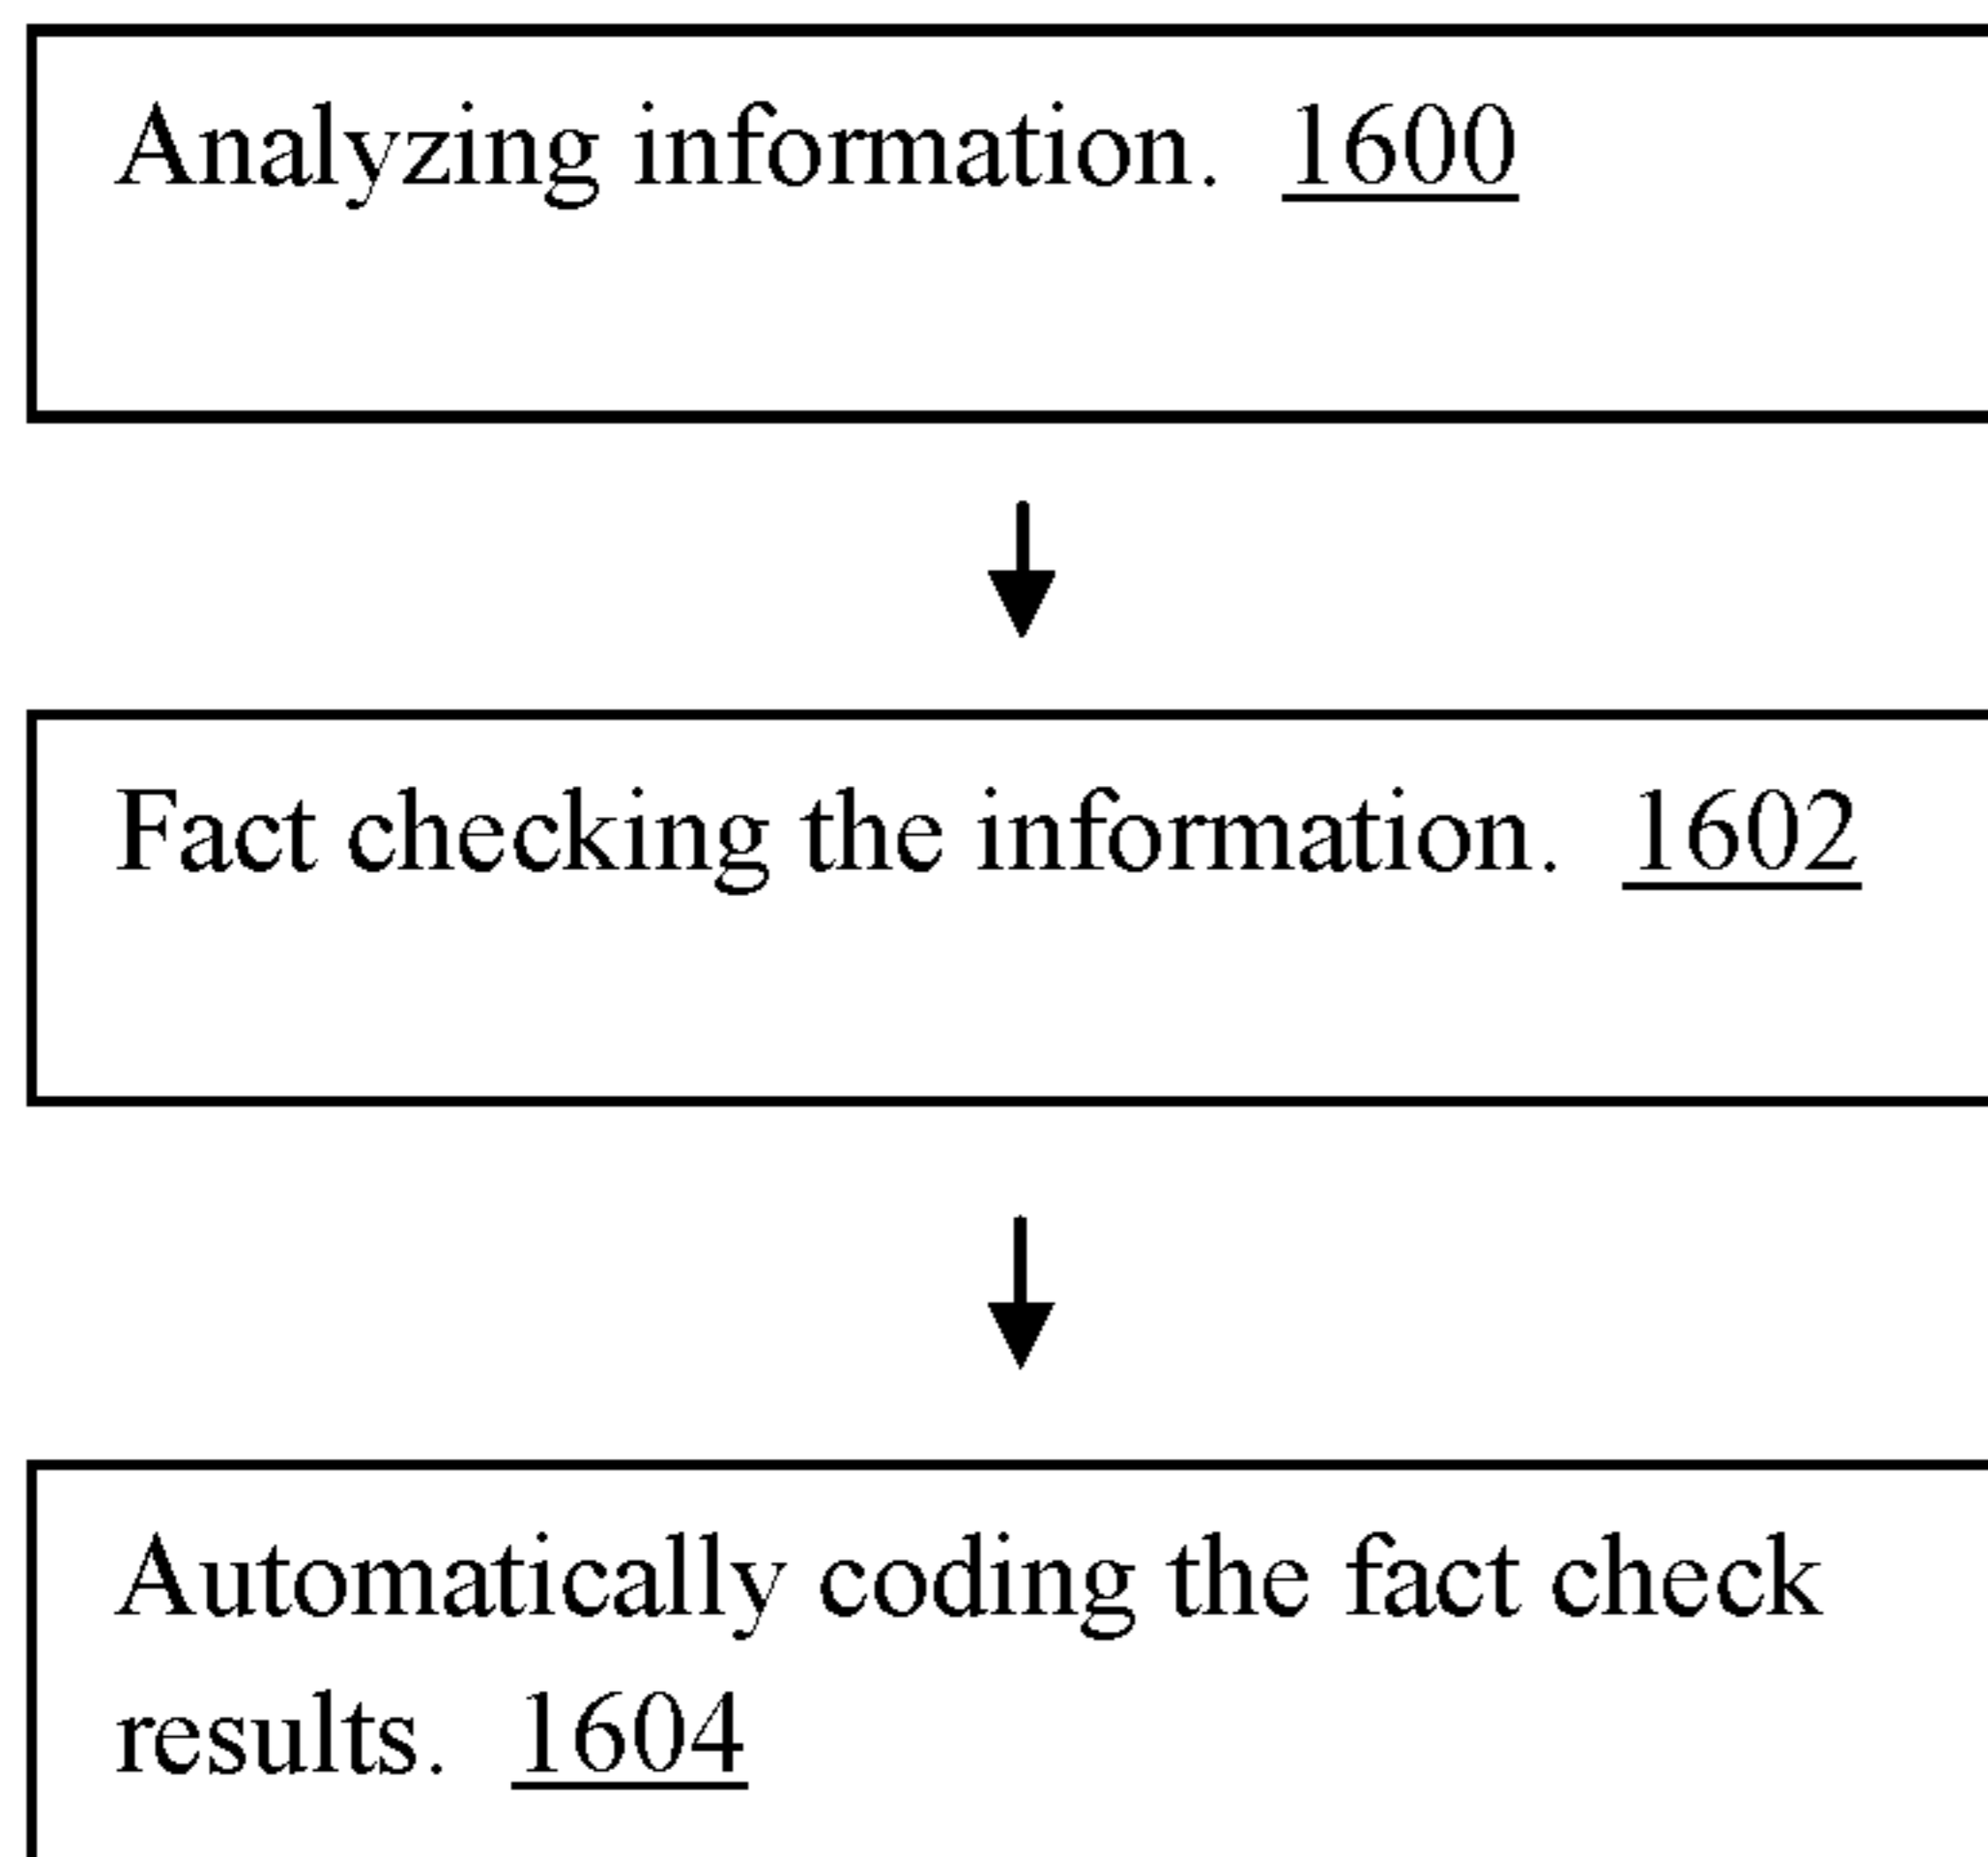 Analyzing information. 1600
Fact checking the information. 1602
Automatically coding the fact check
results. 1604